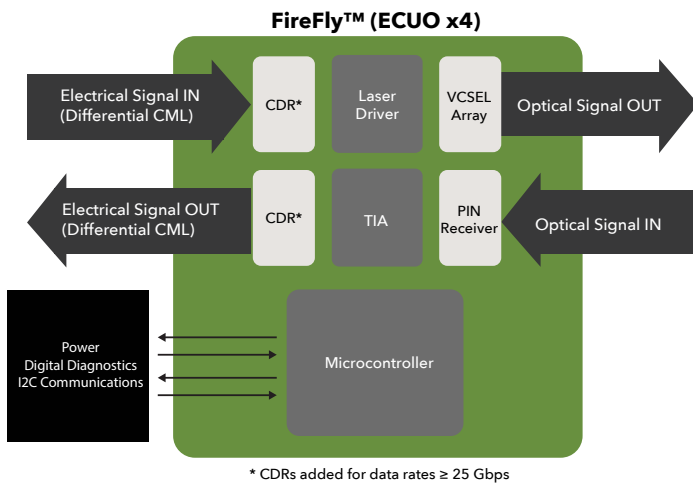 FireFly™ (ECUO x4)
Electrical Signal IN
(Differential CML)
CDR*
Laser
Driver
VCSEL
Array
Optical Signal OUT
Electrical Signal OUT
(Differential CML)
CDR*
TIA
PIN
Receiver
Optical Signal IN
Power
Digital Diagnostics
I2C Communications
Microcontroller
* CDRs added for data rates ≥ 25 Gbps